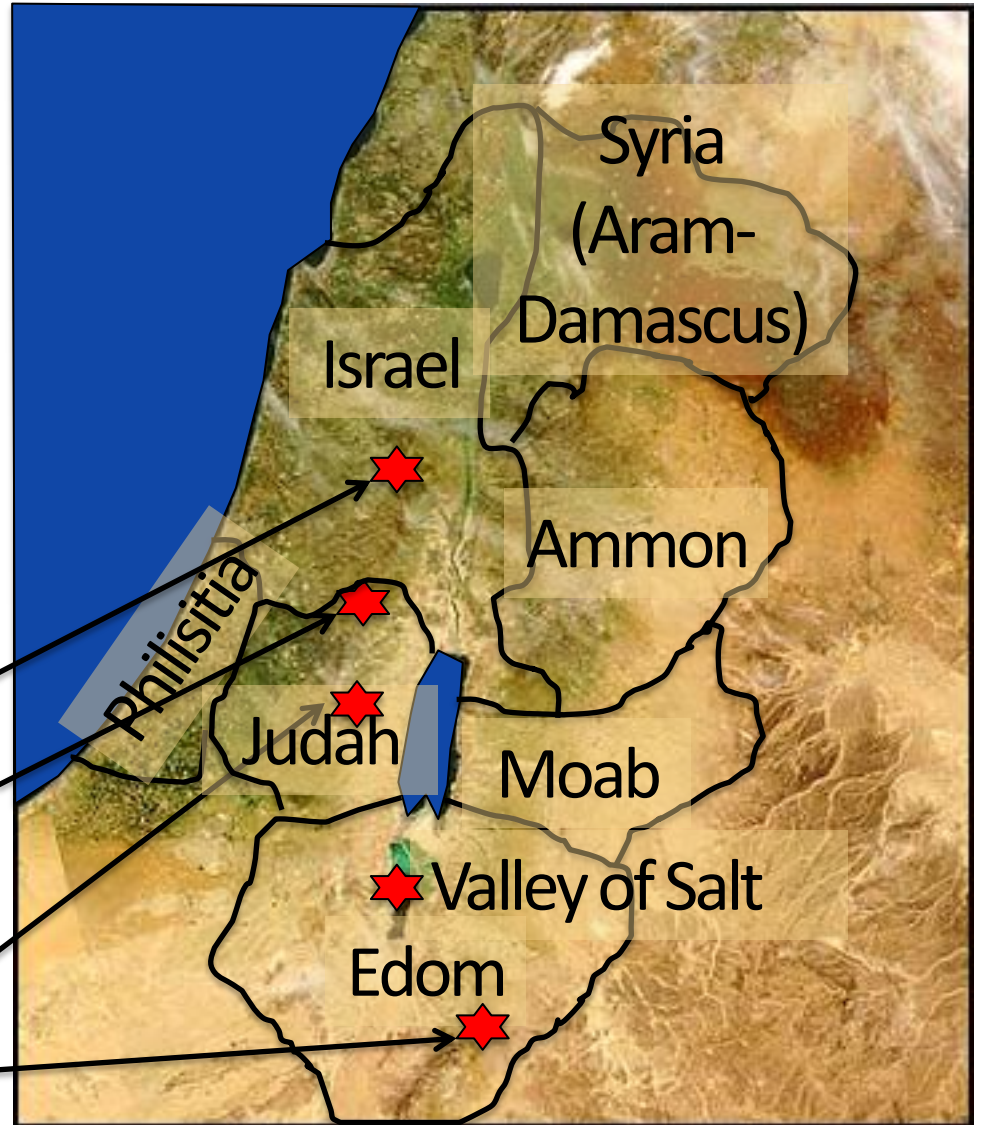 Syria
(Aram-
Damascus)
Israel
Ammon
Philisitia
Judah
Moab
Valley of Salt
Edom